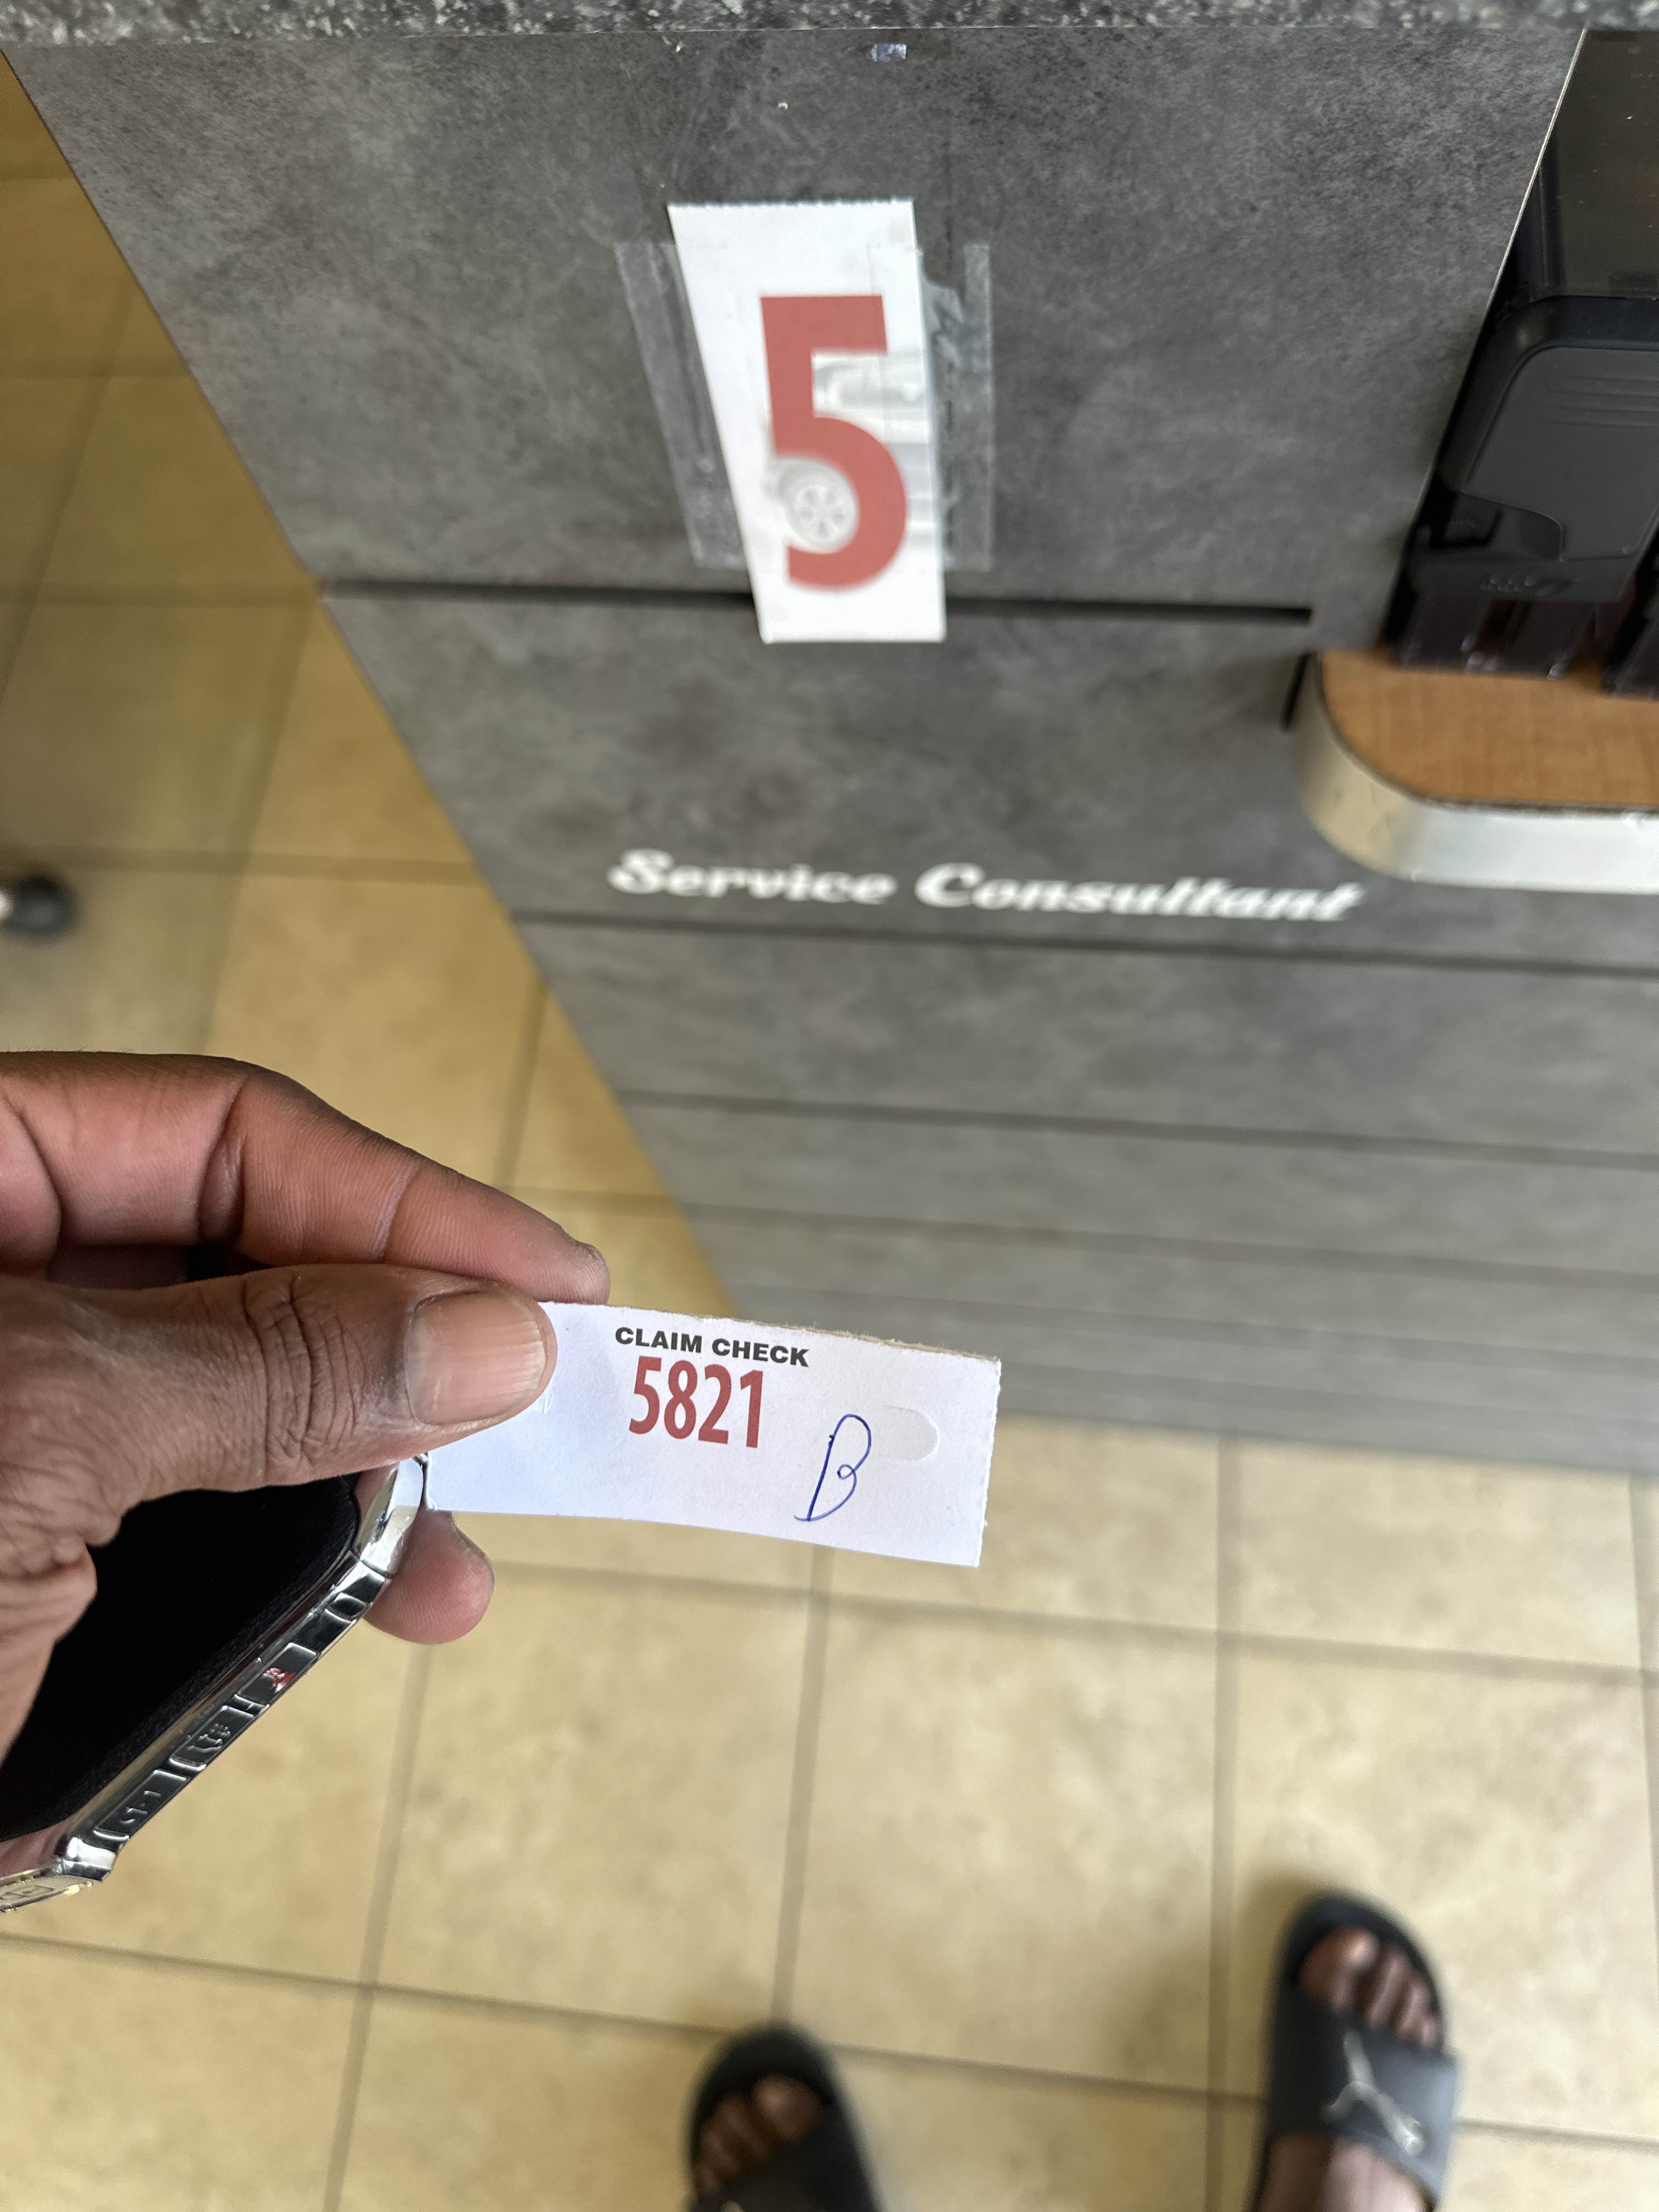 5
Service Consultant
CLAIM CHECK
5821
B